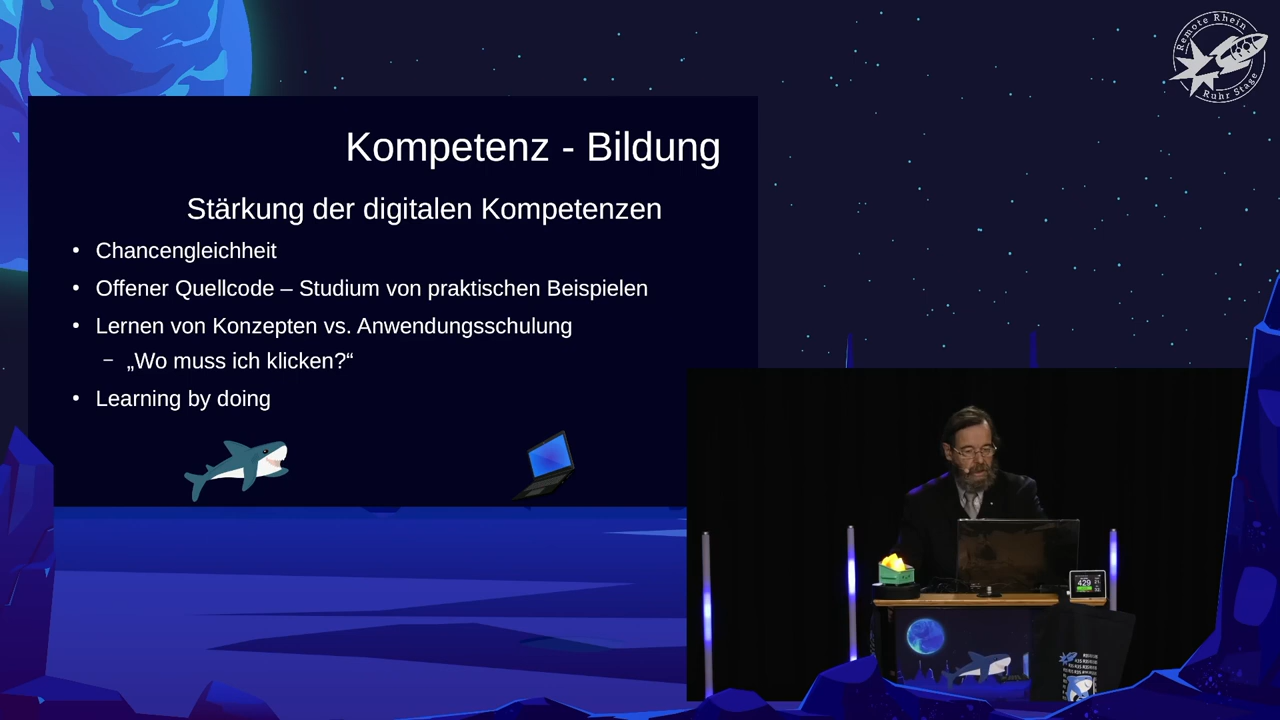 Remote Rhein
Ruhr Stage
Kompetenz - Bildung
Stärkung der digitalen Kompetenzen
• Chancengleichheit
• Offener Quellcode – Studium von praktischen Beispielen
• Lernen von Konzepten vs. Anwendungsschulung
– „Wo muss ich klicken?“
• Learning by doing
429